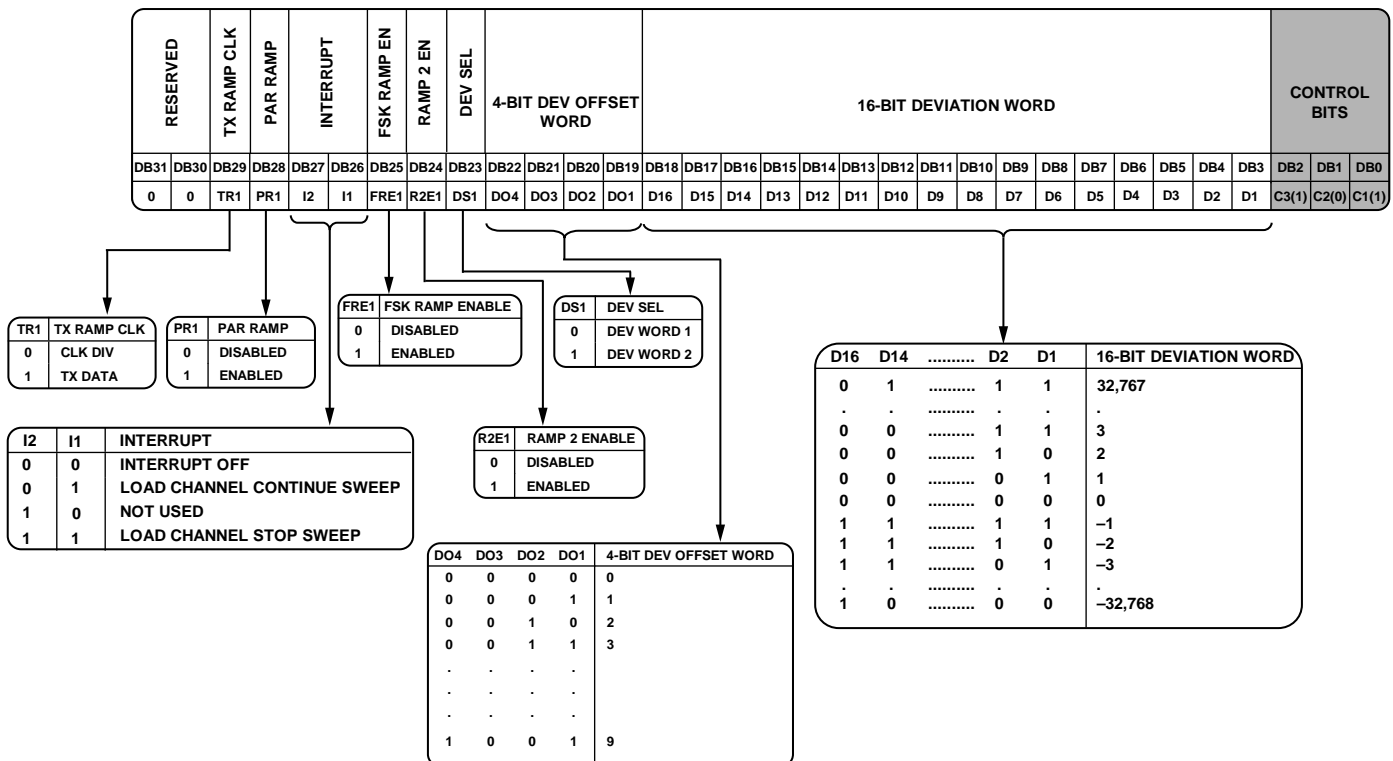 RESERVED
TX RAMP CLK
PAR RAMP
INTERRUPT
FSK RAMP EN
RAMP 2 EN
DEV SEL
4-BIT DEV OFFSET
WORD
16-BIT DEVIATION WORD
CONTROL
BITS
DB31 DB30 DB29 DB28 DB27 DB26 DB25 DB24 DB23 DB22 DB21 DB20 DB19 DB18 DB17 DB16 DB15 DB14 DB13 DB12 DB11 DB10 DB9 DB8 DB7 DB6 DB5 DB4 DB3 DB2 DB1 DB0
0 0 TR1 PR1 I2 I1 FRE1 R2E1 DS1 DO4 DO3 DO2 DO1 D16 D15 D14 D13 D12 D11 D10 D9 D8 D7 D6 D5 D4 D3 D2 D1 C3(1) C2(0) C1(1)
TR1 TX RAMP CLK
0 CLK DIV
1 TX DATA
PR1 PAR RAMP
0 DISABLED
1 ENABLED
FRE1 FSK RAMP ENABLE
0 DISABLED
1 ENABLED
DS1 DEV SEL
0 DEV WORD 1
1 DEV WORD 2
I2 I1 INTERRUPT
0 0 INTERRUPT OFF
0 1 LOAD CHANNEL CONTINUE SWEEP
1 0 NOT USED
1 1 LOAD CHANNEL STOP SWEEP
R2E1 RAMP 2 ENABLE
0 DISABLED
1 ENABLED
DO4 DO3 DO2 DO1 4-BIT DEV OFFSET WORD
0 0 0 0 0
0 0 0 1 1
0 0 1 0 2
0 0 1 1 3
. . . .
. . . .
. . . .
1 0 0 1 9
D16 D14 .......... D2 D1 16-BIT DEVIATION WORD
0 1 .......... 1 1 32,767
. . .......... . . .
0 0 .......... 1 1 3
0 0 .......... 1 0 2
0 0 .......... 0 1 1
0 0 .......... 0 0 0
1 1 .......... 1 1 –1
1 1 .......... 1 0 –2
1 1 .......... 0 1 –3
. . .......... . . .
1 0 .......... 0 0 –32,768